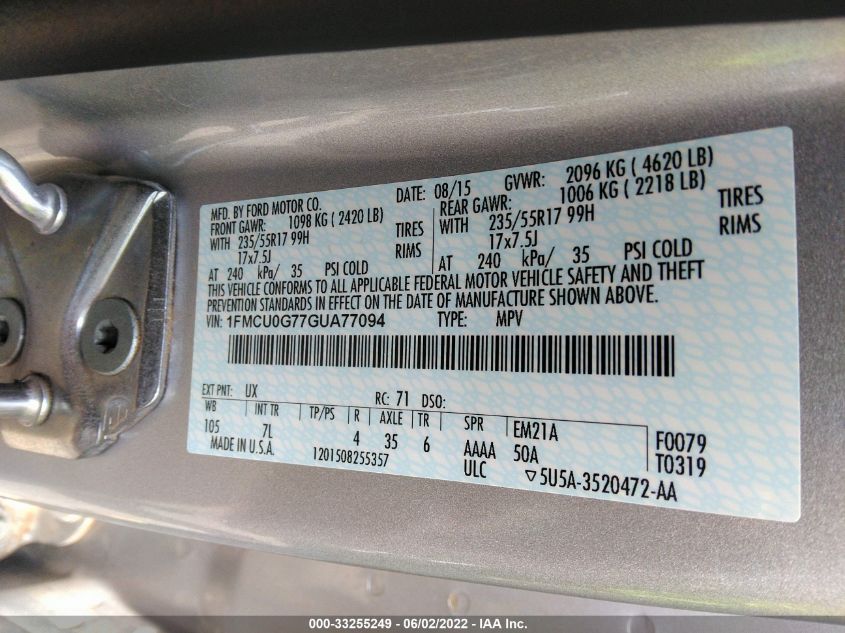 MFD. BY FORD MOTOR CO. DATE: 08/15 GVWR: 2096 KG ( 4620 LB)
FRONT GAWR: 1098 KG ( 2420 LB) REAR GAWR: 1006 KG ( 2218 LB)
WITH 235/55R17 99H TIRES WITH 235/55R17 99H TIRES
17x7.5J RIMS 17x7.5J RIMS
AT 240 kPa/ 35 PSI COLD AT 240 kPa/ 35 PSI COLD
THIS VEHICLE CONFORMS TO ALL APPLICABLE FEDERAL MOTOR VEHICLE SAFETY AND THEFT
PREVENTION STANDARDS IN EFFECT ON THE DATE OF MANUFACTURE SHOWN ABOVE.
VIN: 1FMCU0G77GUA77094 TYPE: MPV
EXT PNT: UX RC: 71 DSO:
WB INT TR TP/PS R AXLE TR SPR EM21A F0079
105 7L 4 35 6 AAAA 50A T0319
MADE IN U.S.A. 1201508255357 ULC ▽5U5A-3520472-AA
000-33255249 - 06/02/2022 - IAA Inc.